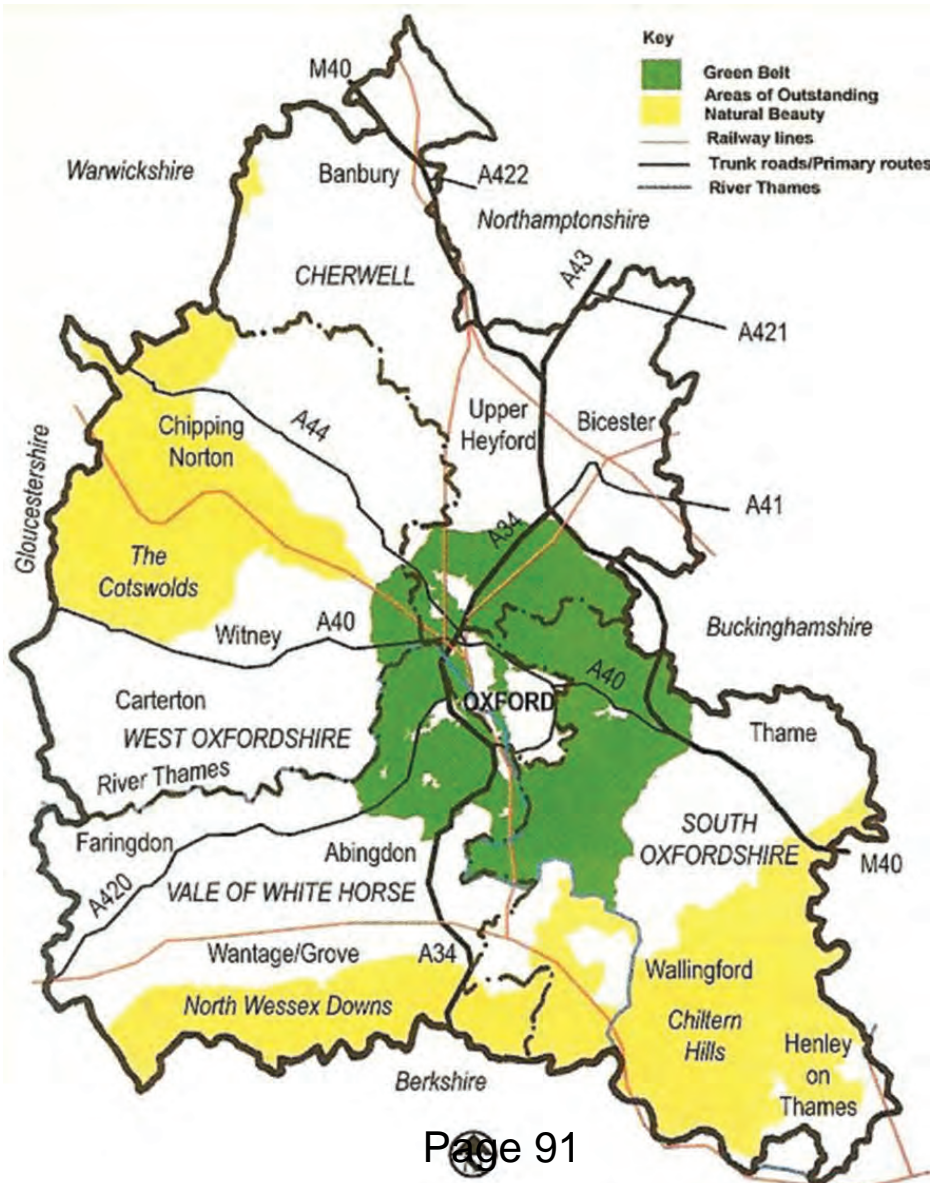 Key
Green Belt
Areas of Outstanding
Natural Beauty
Railway lines
Trunk roads/Primary routes
River Thames
M40
Warwickshire
Banbury
A422
Northamptonshire
CHERWELL
A43
A421
Chipping
Norton
A44
Upper
Heyford
Bicester
Gloucestershire
A34
A41
The
Cotswolds
Witney
A40
Buckinghamshire
A40
Carterton
OXFORD
WEST OXFORDSHIRE
Thame
River Thames
Faringdon
Abingdon
SOUTH
OXFORDSHIRE
A420
VALE OF WHITE HORSE
M40
Wantage/Grove
A34
Wallingford
North Wessex Downs
Chiltern
Hills
Henley
on
Thames
Berkshire
Page 91
N